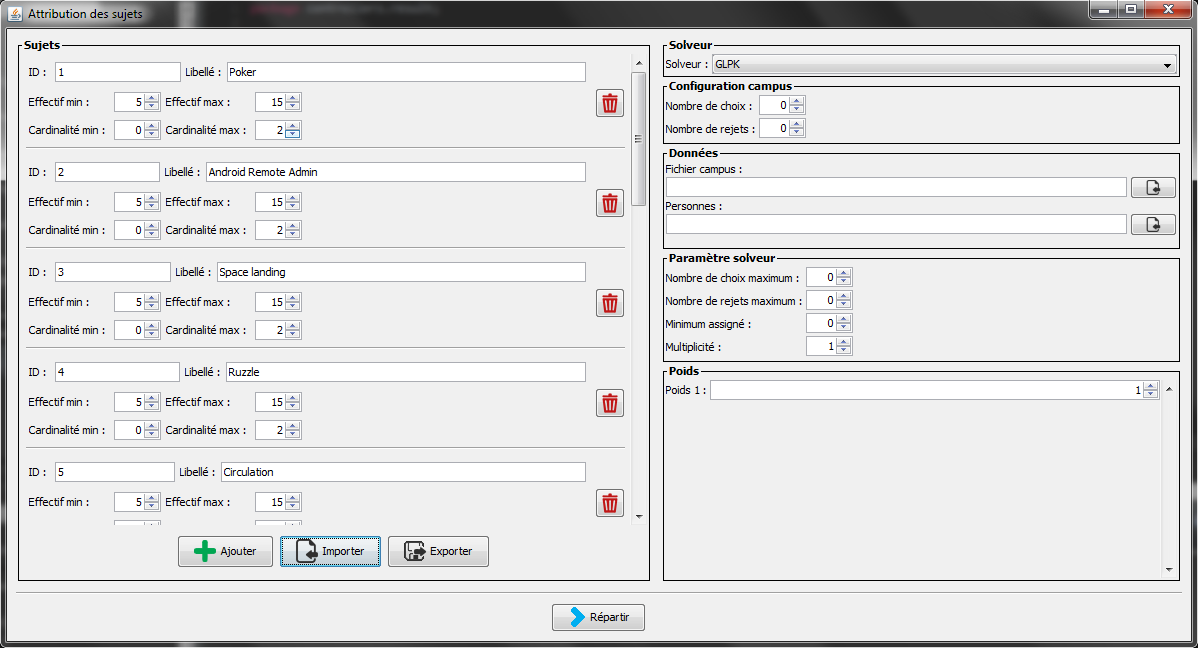 Attribution des sujets
Sujets
ID : 1 Libellé : Poker
Effectif min : 5 Effectif max : 15
Cardinalité min : 0 Cardinalité max : 2
ID : 2 Libellé : Android Remote Admin
Effectif min : 5 Effectif max : 15
Cardinalité min : 0 Cardinalité max : 2
ID : 3 Libellé : Space landing
Effectif min : 5 Effectif max : 15
Cardinalité min : 0 Cardinalité max : 2
ID : 4 Libellé : Ruzzle
Effectif min : 5 Effectif max : 15
Cardinalité min : 0 Cardinalité max : 2
ID : 5 Libellé : Circulation
Effectif min : 5 Effectif max : 15
Ajouter Importer Exporter
Solveur
Solveur : GLPK
Configuration campus
Nombre de choix : 0
Nombre de rejets : 0
Données
Fichier campus :
Personnes :
Paramètre solveur
Nombre de choix maximum : 0
Nombre de rejets maximum : 0
Minimum assigné : 0
Multiplicité : 1
Poids
Poids 1 : 1
Répartir